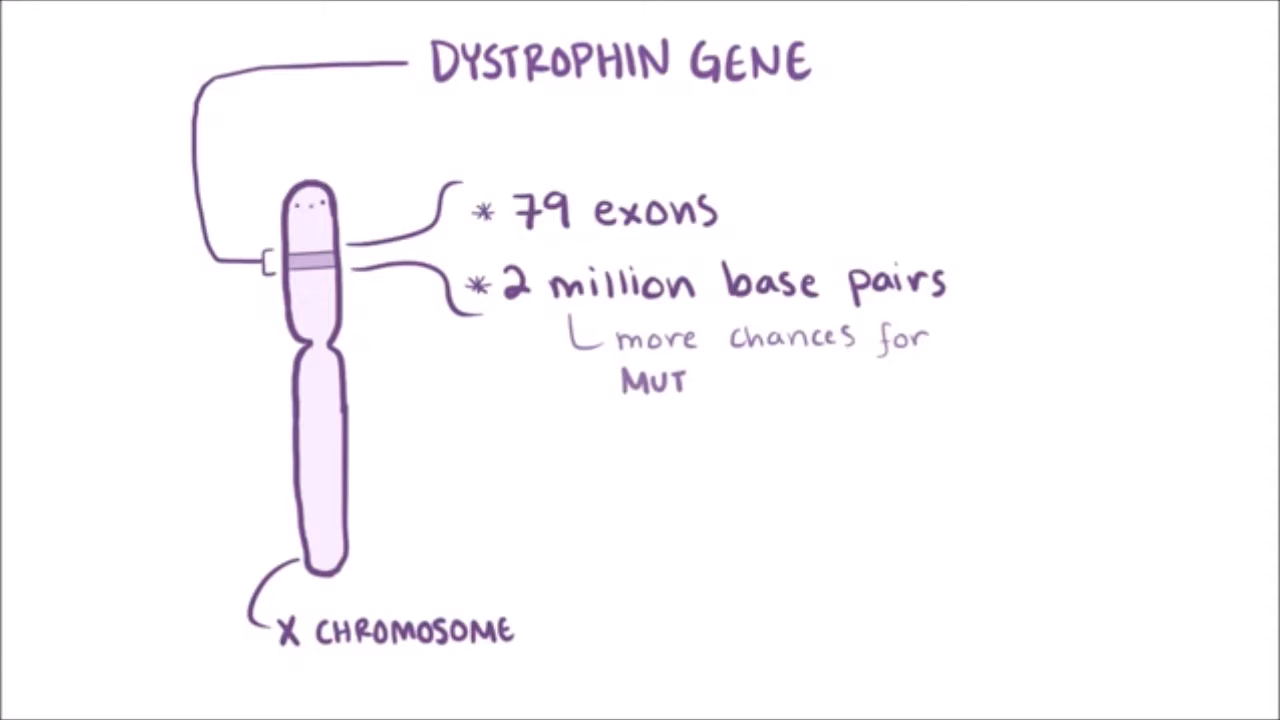 DYSTROPHIN GENE
* 79 exons
* 2 million base pairs
more chances for
MUT
X CHROMOSOME